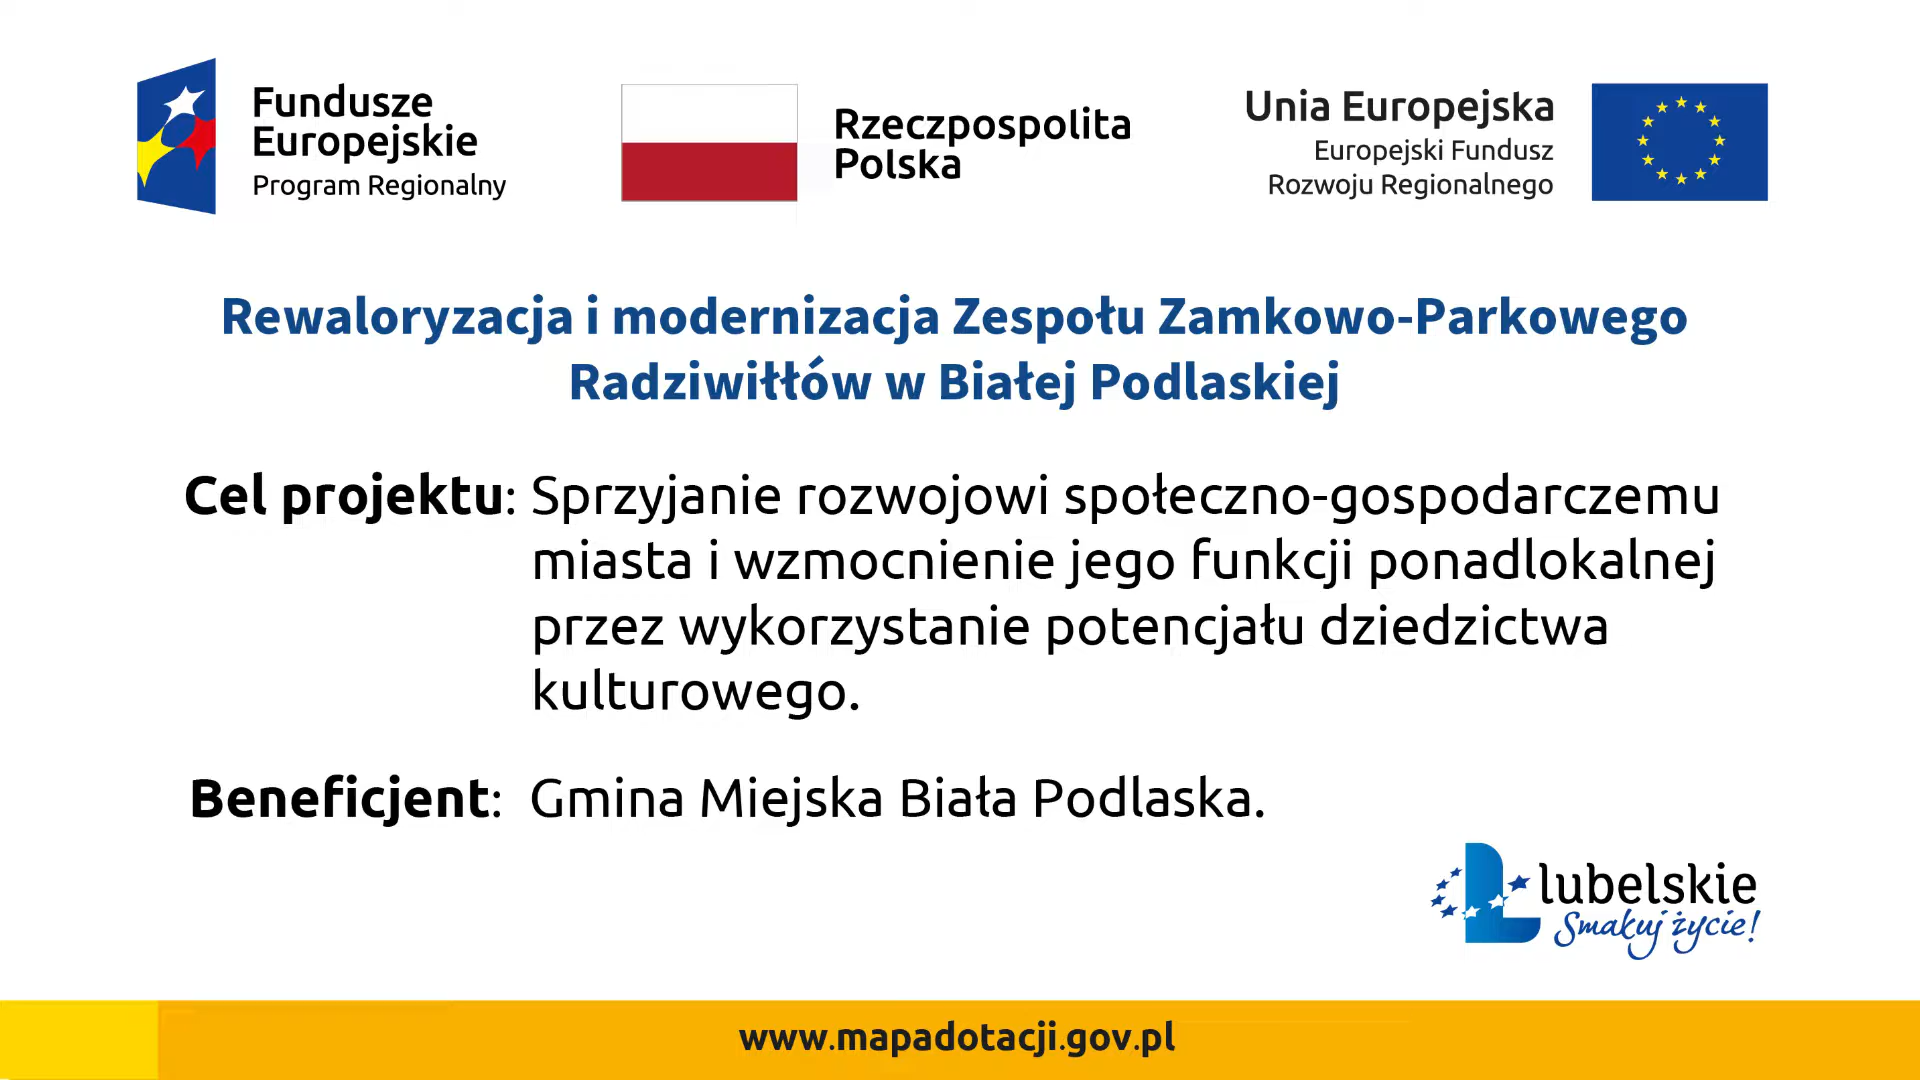 Fundusze
Europejskie
Program Regionalny
Rzeczpospolita
Polska
Unia Europejska
Europejski Fundusz
Rozwoju Regionalnego
Rewaloryzacja i modernizacja Zespołu Zamkowo-Parkowego
Radziwiłłów w Białej Podlaskiej
Cel projektu: Sprzyjanie rozwojowi społeczno-gospodarczemu
miasta i wzmocnienie jego funkcji ponadlokalnej
przez wykorzystanie potencjału dziedzictwa
kulturowego.
Beneficjent: Gmina Miejska Biała Podlaska.
lubelskie
Smakuj życie!
www.mapadotacji.gov.pl